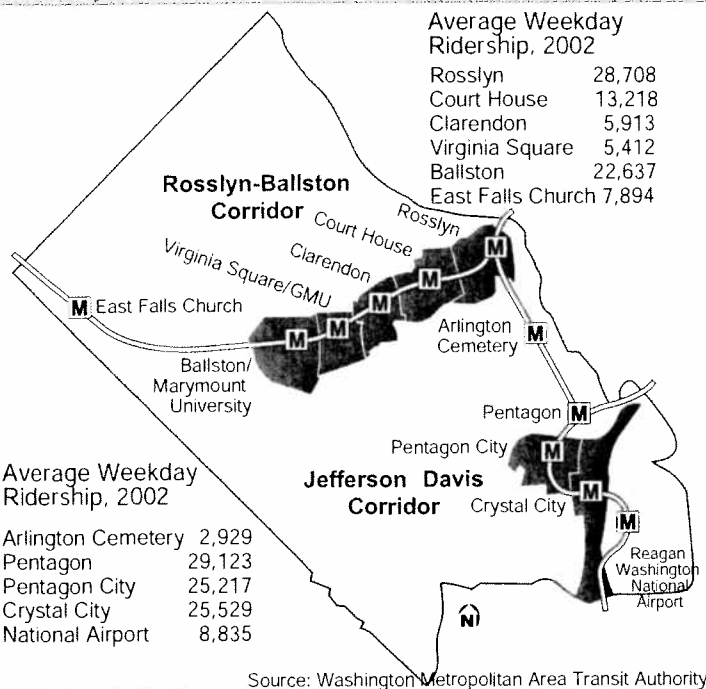 Average Weekday
Ridership, 2002
Rosslyn 28,708
Court House 13,218
Clarendon 5,913
Virginia Square 5,412
Ballston 22,637
East Falls Church 7,894
Rosslyn-Ballston
Corridor
Rosslyn
Court House
Clarendon
Virginia Square/GMU
M
M
M
M
M
M East Falls Church
Ballston/
Marymount
University
Arlington
Cemetery
M
Pentagon M
Pentagon City
M
Jefferson Davis
Corridor
Crystal City M
M
Reagan
Washington
National
Airport
Average Weekday
Ridership, 2002
Arlington Cemetery 2,929
Pentagon 29,123
Pentagon City 25,217
Crystal City 25,529
National Airport 8,835
N
Source: Washington Metropolitan Area Transit Authority